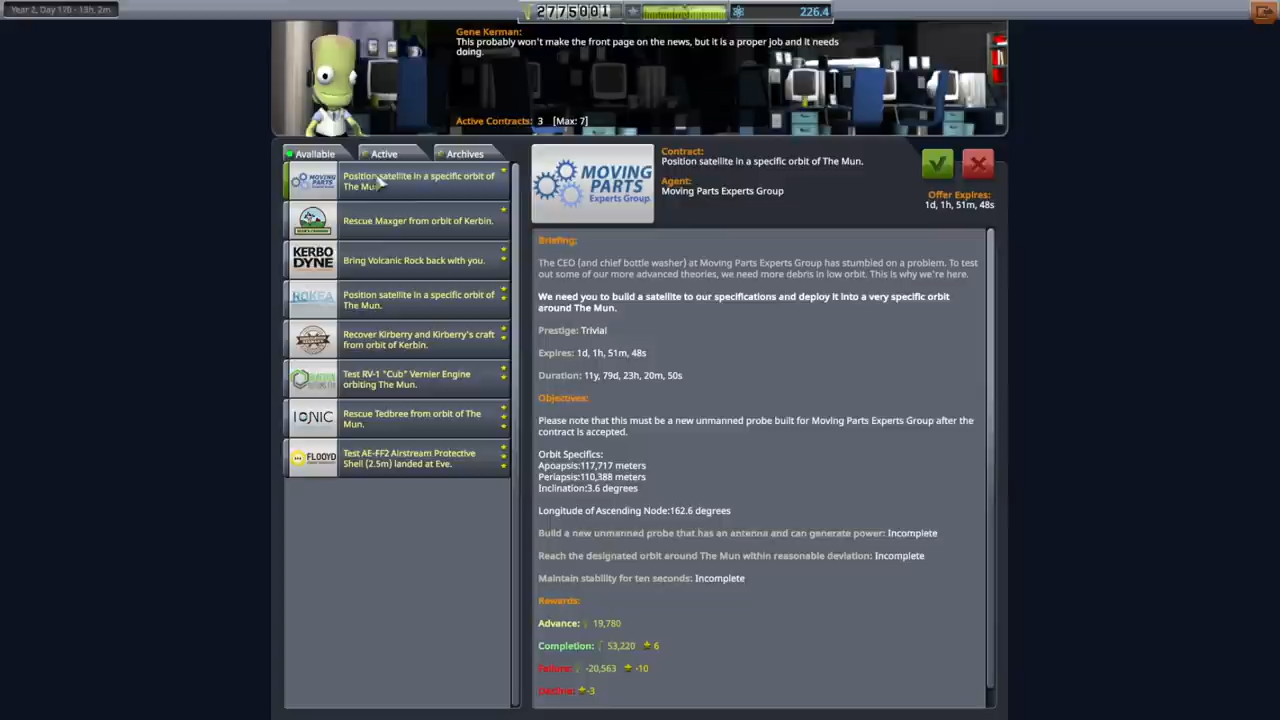 Year 2, Day 170 - 13h, 2m
2775001
226.4
Gene Kerman:
This probably won't make the front page on the news, but it is a proper job and it needs
doing.
Active Contracts: 3 [Max: 7]
Available
Active
Archives
Position satellite in a specific orbit of
The Mun.
Rescue Maxger from orbit of Kerbin.
KERBO
DYNE
Bring Volcanic Rock back with you.
ROKEA
Position satellite in a specific orbit of
The Mun.
Recover Kirberry and Kirberry's craft
from orbit of Kerbin.
Test RV-1 "Cub" Vernier Engine
orbiting The Mun.
IONIC
Rescue Tedbree from orbit of The
Mun.
FLOOYD
Test AE-FF2 Airstream Protective
Shell (2.5m) landed at Eve.
MOVING
PARTS
Experts Group
Contract:
Position satellite in a specific orbit of The Mun.
Agent:
Moving Parts Experts Group
Offer Expires:
1d, 1h, 51m, 48s
Briefing:
The CEO (and chief bottle washer) at Moving Parts Experts Group has stumbled on a problem. To test
out some of our more advanced theories, we need more debris in low orbit. This is why we're here.
We need you to build a satellite to our specifications and deploy it into a very specific orbit
around The Mun.
Prestige: Trivial
Expires: 1d, 1h, 51m, 48s
Duration: 11y, 79d, 23h, 20m, 50s
Objectives:
Please note that this must be a new unmanned probe built for Moving Parts Experts Group after the
contract is accepted.
Orbit Specifics:
Apoapsis:117,717 meters
Periapsis:110,388 meters
Inclination:3.6 degrees
Longitude of Ascending Node:162.6 degrees
Build a new unmanned probe that has an antenna and can generate power: Incomplete
Reach the designated orbit around The Mun within reasonable deviation: Incomplete
Maintain stability for ten seconds: Incomplete
Rewards:
Advance: 19,780
Completion: 53,220 6
Failure: -20,563 -10
Decline: -3